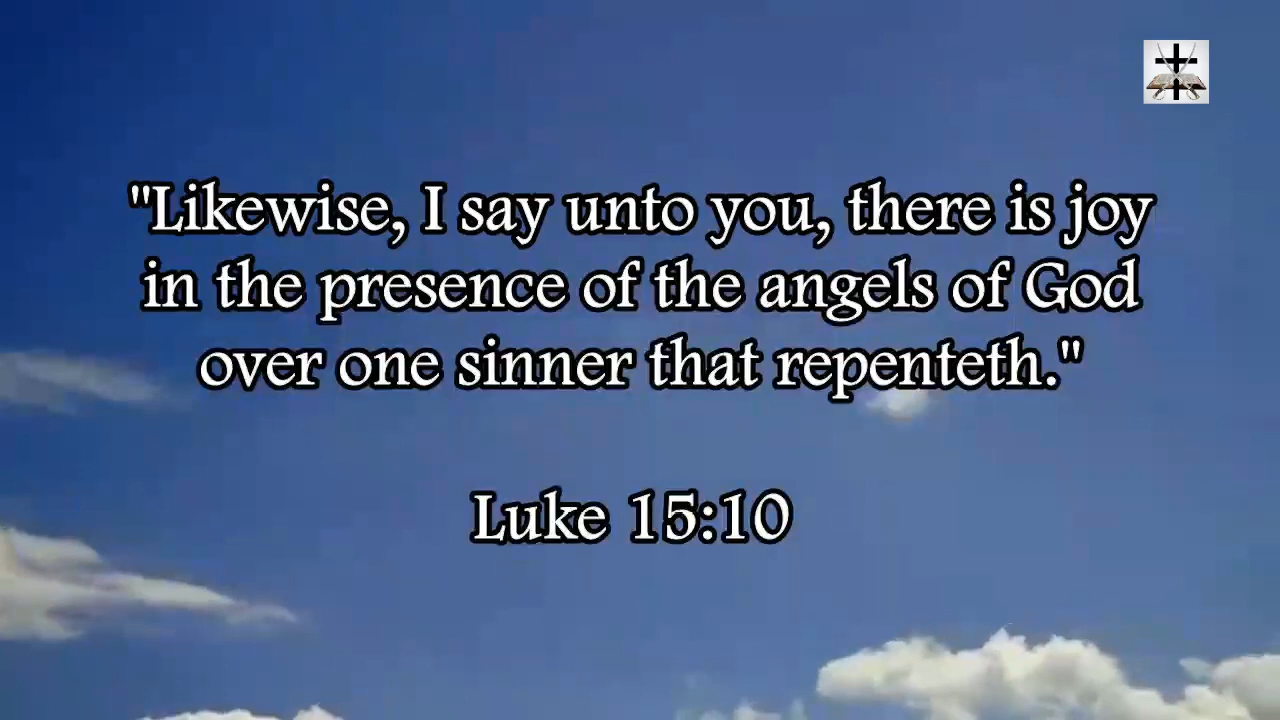 "Likewise, I say unto you, there is joy
in the presence of the angels of God
over one sinner that repenteth."
Luke 15:10